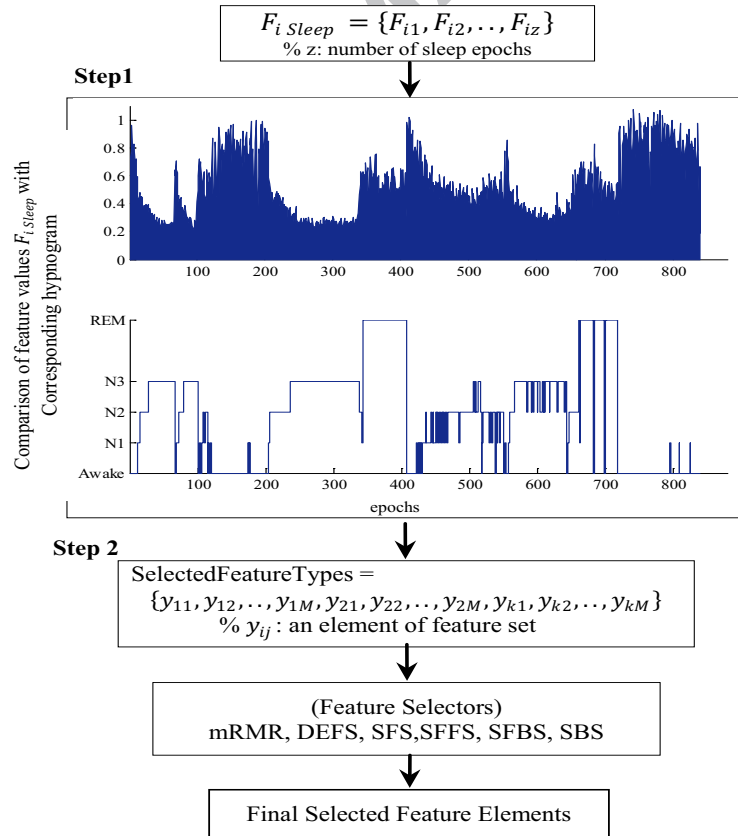 F_{i Sleep} = {F_{i1}, F_{i2}, .., F_{iz}}
% z: number of sleep epochs
Step1
Comparison of feature values F_{i Sleep} with
Corresponding hypnogram
1
0.8
0.6
0.4
0.2
0
100 200 300 400 500 600 700 800
REM
N3
N2
N1
Awake
100 200 300 400 500 600 700 800
epochs
Step 2
SelectedFeatureTypes =
{y_{11}, y_{12}, .., y_{1M}, y_{21}, y_{22}, .., y_{2M}, y_{k1}, y_{k2}, .., y_{kM}}
% y_{ij} : an element of feature set
(Feature Selectors)
mRMR, DEFS, SFS,SFFS, SFBS, SBS
Final Selected Feature Elements